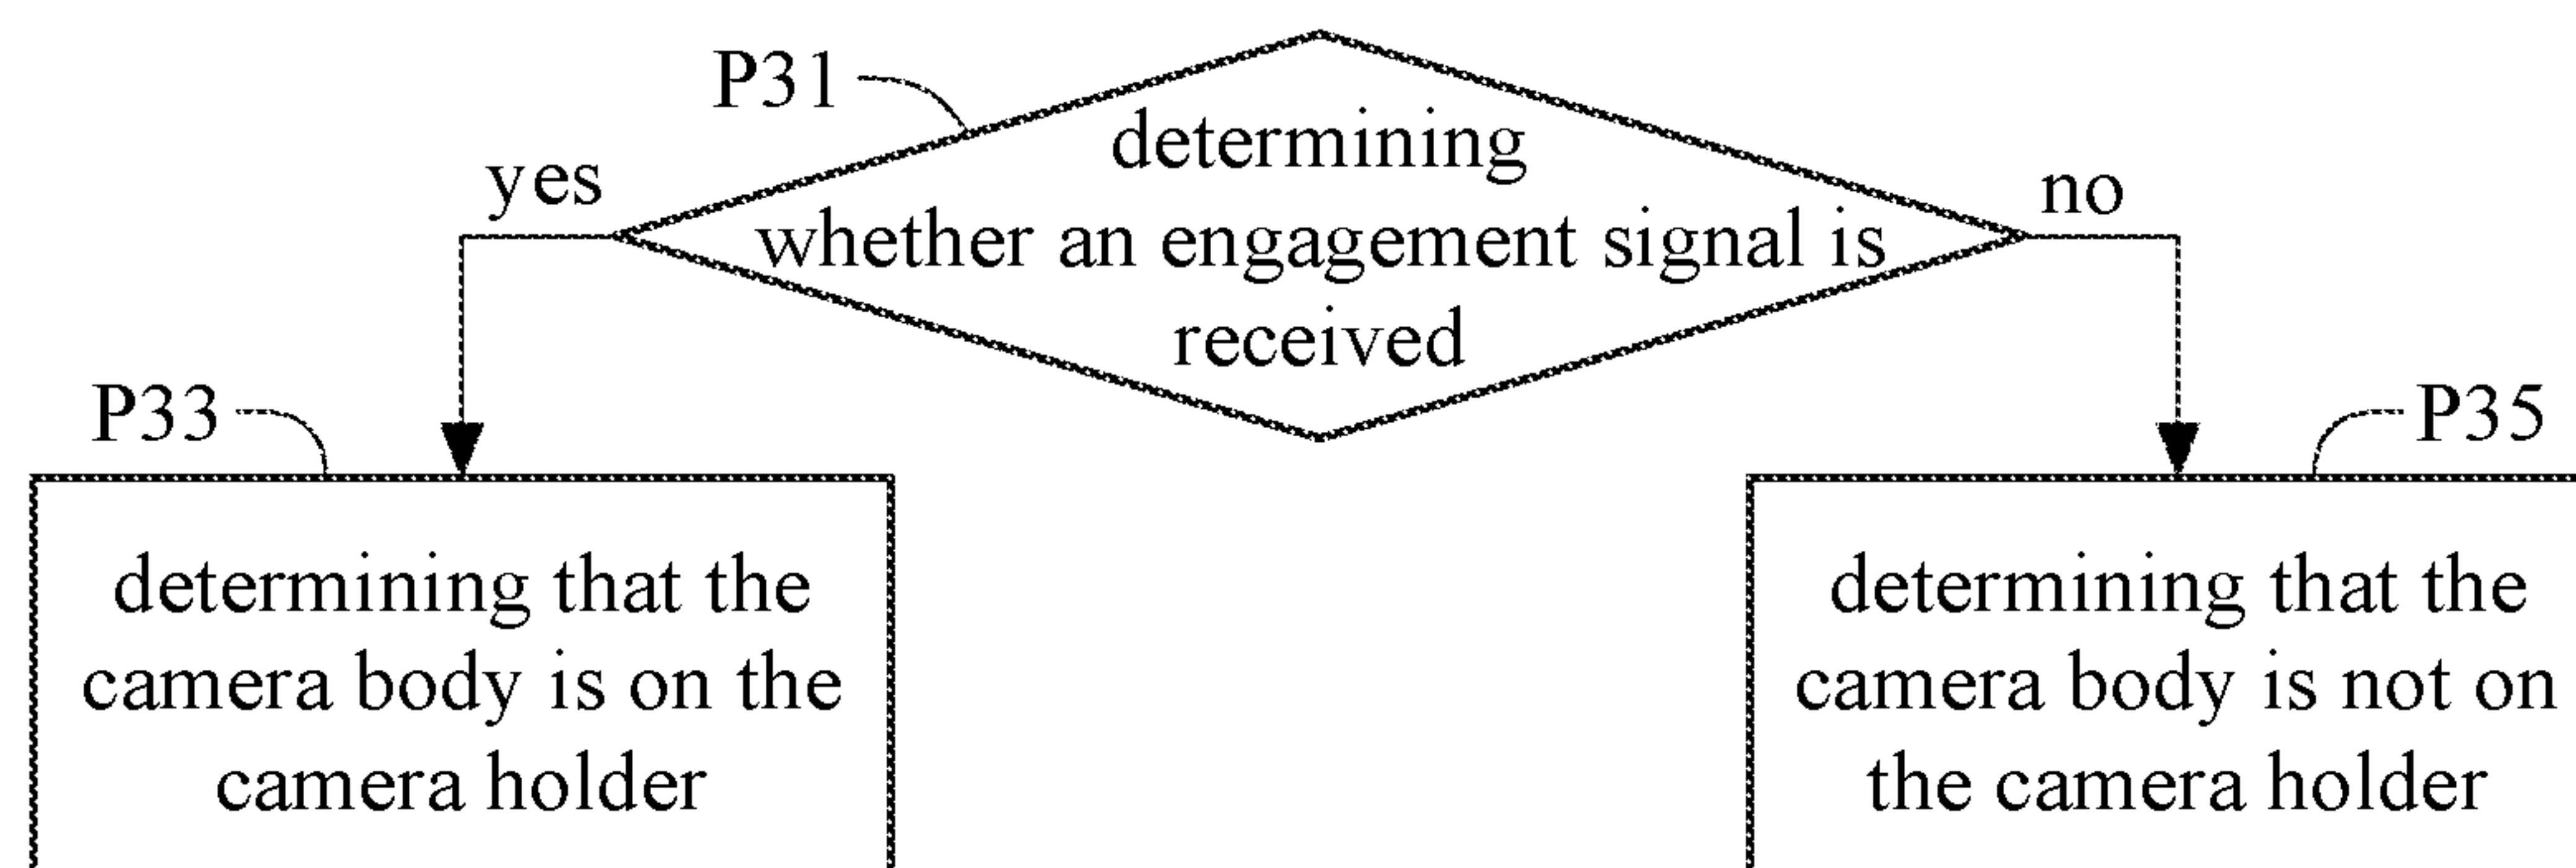 P31
determining
whether an engagement signal is
received
yes
no
P33
determining that the
camera body is on the
camera holder
P35
determining that the
camera body is not on
the camera holder